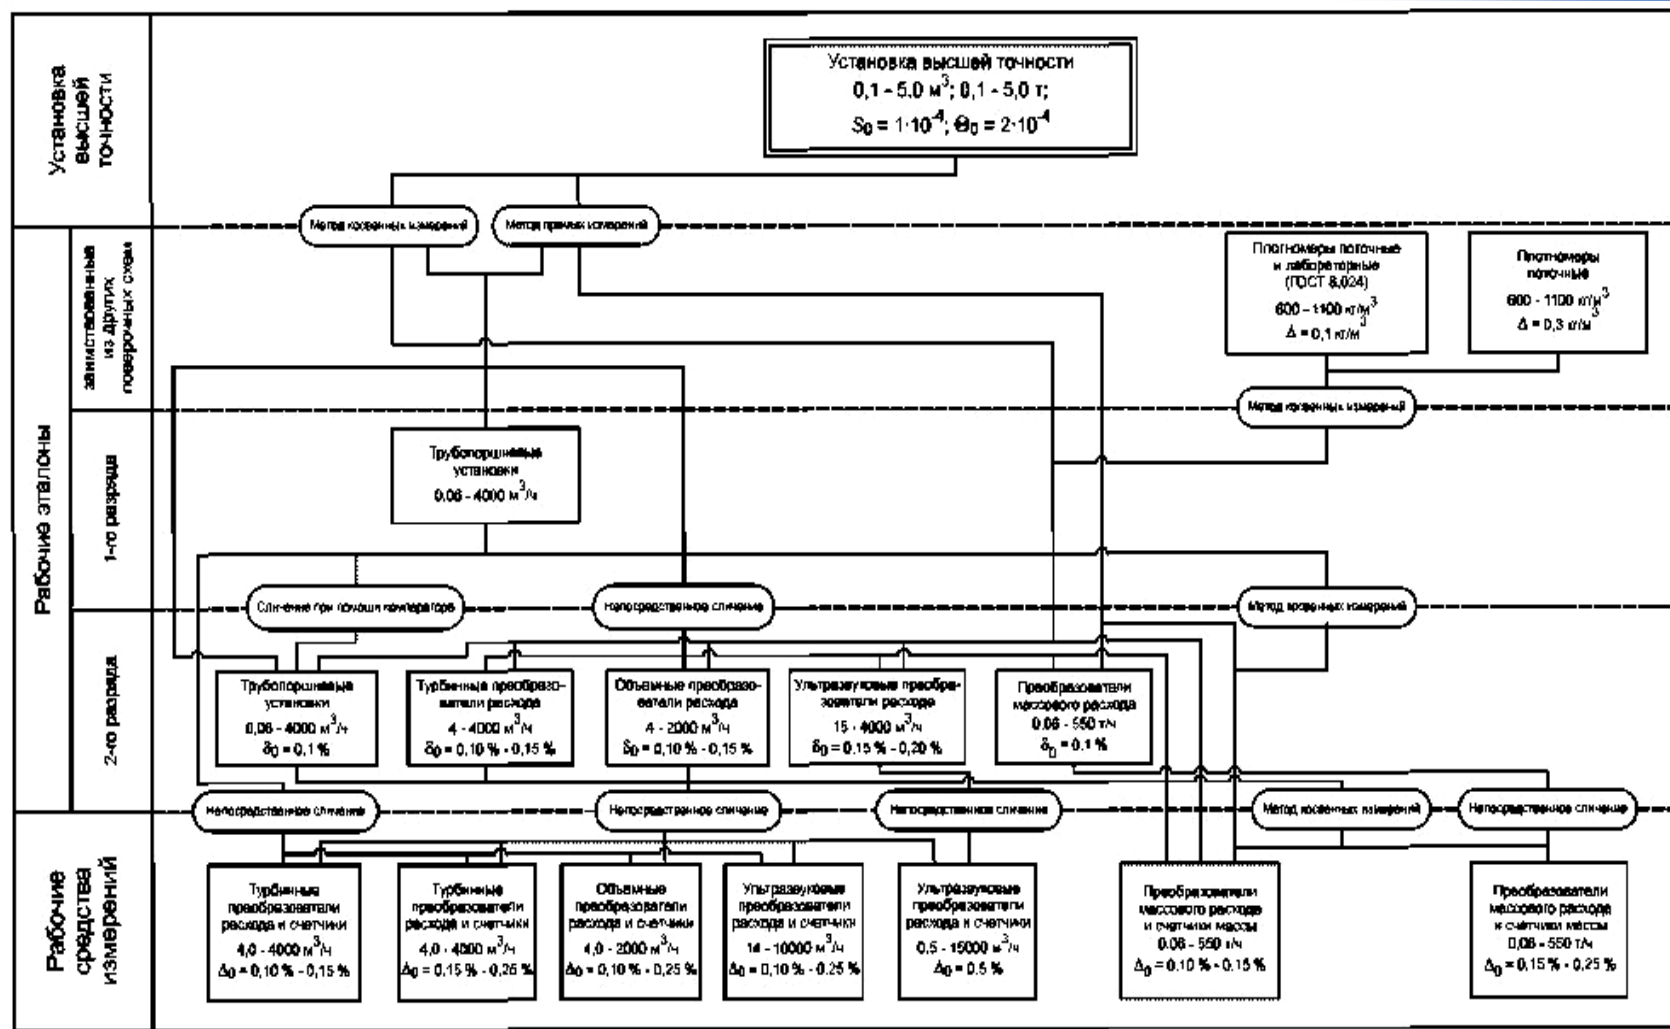 Установка
высшей
точности
Установка высшей точности
0,1 - 5,0 м³; 0,1 - 5,0 т;
S₀ = 1·10⁻⁴; Θ₀ = 2·10⁻⁴
Метод косвенных измерений
Метод прямых измерений
Рабочие эталоны
заимствованные
из других
поверочных схем
Плотномеры поточные
и лабораторные
(ГОСТ 8.024)
600 - 1100 кг/м³
Δ = 0,1 кг/м³
Плотномеры
поточные
600 - 1100 кг/м³
Δ = 0,3 кг/м³
Метод косвенных измерений
1-го разряда
Трубопоршневые
установки
0.06 - 4000 м³/ч
Сличение при помощи компаратора
Непосредственное сличение
Метод косвенных измерений
2-го разряда
Трубопоршневые
установки
0,06 - 4000 м³/ч
δ₀ = 0,1 %
Турбинные преобразо-
ватели расхода
4 - 4000 м³/ч
δ₀ = 0,10 % - 0,15 %
Объемные преобразо-
ватели расхода
4 - 2000 м³/ч
δ₀ = 0,10 % - 0,15 %
Ультразвуковые преобра-
зователи расхода
15 - 4000 м³/ч
δ₀ = 0.15 % - 0,20 %
Преобразователи
массового расхода
0.06 - 550 т/ч
δ₀ = 0.1 %
Непосредственное сличение
Непосредственное сличение
Непосредственное сличение
Метод косвенных измерений
Непосредственное сличение
Рабочие
средства
измерений
Турбинные
преобразователи
расхода и счетчики
4,0 - 4000 м³/ч
Δ₀ = 0,10 % - 0,15 %
Турбинные
преобразователи
расхода и счетчики
4,0 - 4000 м³/ч
Δ₀ = 0,15 % - 0,25 %
Объемные
преобразователи
расхода и счетчики
4,0 - 2000 м³/ч
Δ₀ = 0,10 % - 0,25 %
Ультразвуковые
преобразователи
расхода и счетчики
14 - 10000 м³/ч
Δ₀ = 0,10 % - 0.25 %
Ультразвуковые
преобразователи
расхода и счетчики
0,5 - 15000 м³/ч
Δ₀ = 0.5 %
Преобразователи
массового расхода
и счетчики массы
0.06 - 550 т/ч
Δ₀ = 0.10 % - 0.15 %
Преобразователи
массового расхода
и счетчики массы
0,06 - 550 т/ч
Δ₀ = 0,15 % - 0,25 %